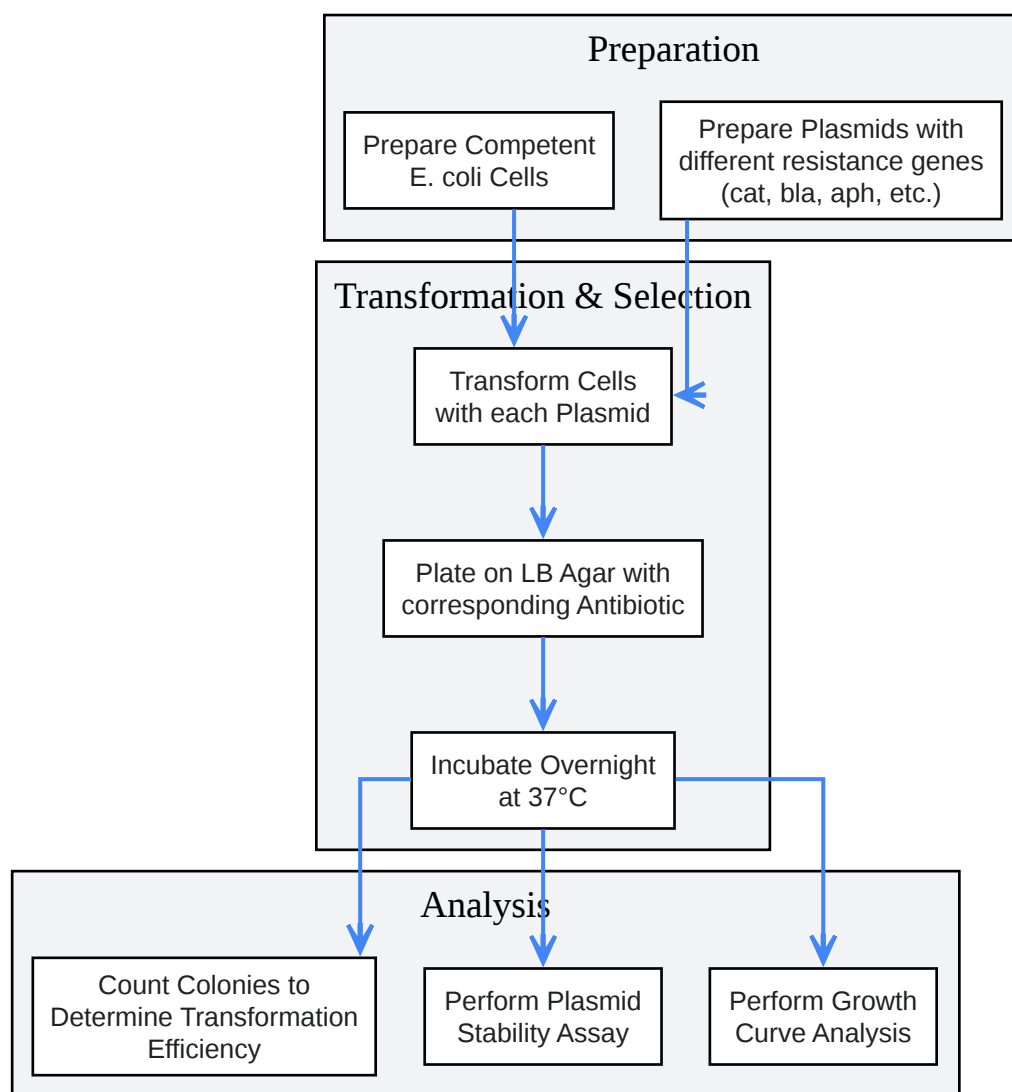 Preparation
Prepare Competent
E. coli Cells
Prepare Plasmids with
different resistance genes
(cat, bla, aph, etc.)
Transformation & Selection
Transform Cells
with each Plasmid
Plate on LB Agar with
corresponding Antibiotic
Incubate Overnight
at 37°C
Analysis
Count Colonies to
Determine Transformation
Efficiency
Perform Plasmid
Stability Assay
Perform Growth
Curve Analysis